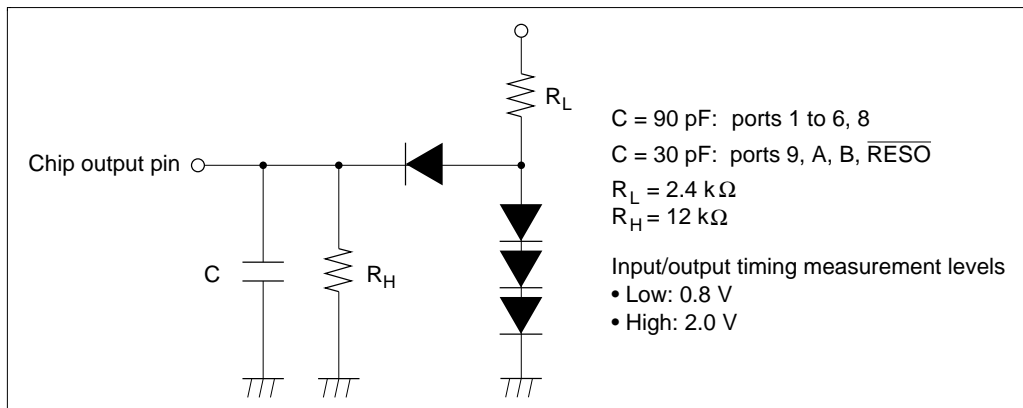 R_L
C = 90 pF: ports 1 to 6, 8
Chip output pin
C = 30 pF: ports 9, A, B, R̅E̅S̅O̅
R_L = 2.4 kΩ
R_H = 12 kΩ
C
R_H
Input/output timing measurement levels
• Low: 0.8 V
• High: 2.0 V